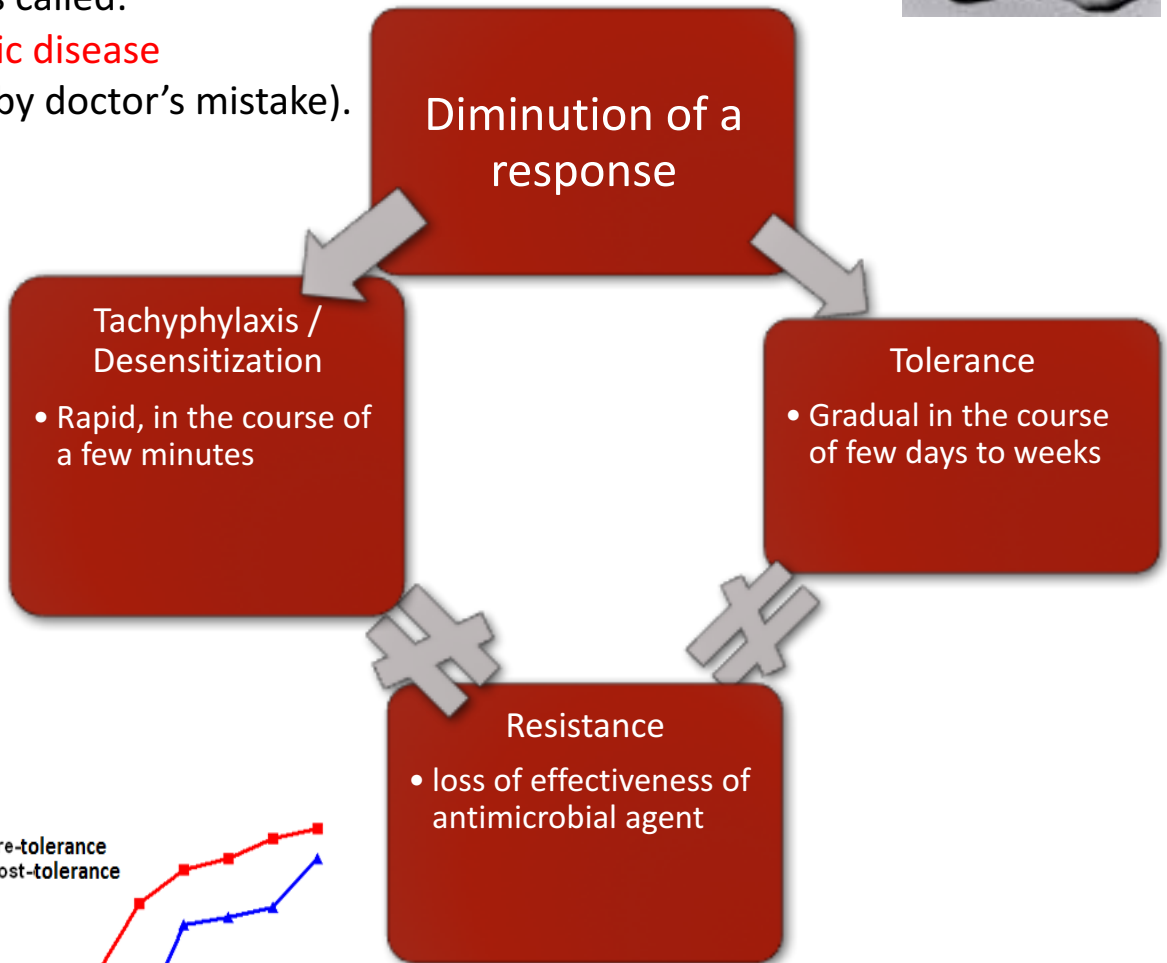 s called:
ic disease
by doctor's mistake).
Diminution of a
response
Tachyphylaxis /
Desensitization
• Rapid, in the course of
a few minutes
Tolerance
• Gradual in the course
of few days to weeks
Resistance
• loss of effectiveness of
antimicrobial agent
re-tolerance
ost-tolerance